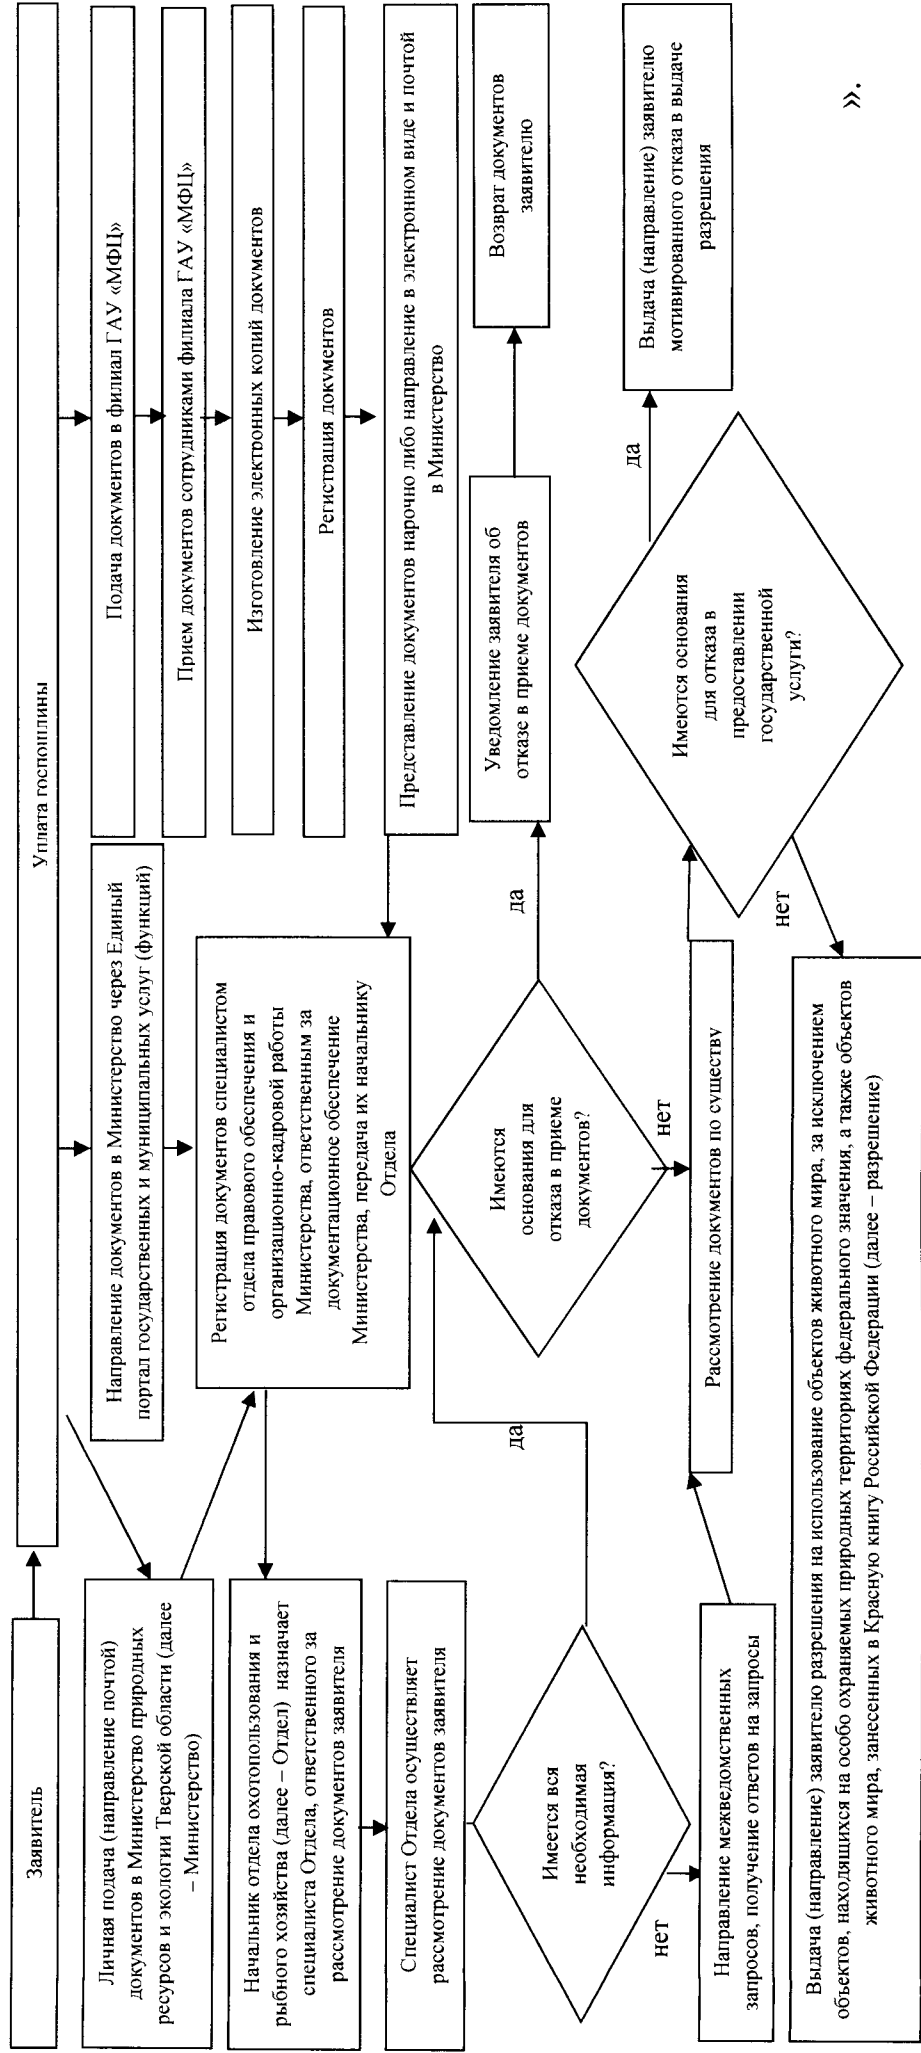 Заявитель
Уплата госпошлины
Личная подача (направление почтой)
документов в Министерство природных
ресурсов и экологии Тверской области (далее
– Министерство)
Направление документов в Министерство через Единый
портал государственных и муниципальных услуг (функций)
Подача документов в филиал ГАУ «МФЦ»
Прием документов сотрудниками филиала ГАУ «МФЦ»
Изготовление электронных копий документов
Регистрация документов
Представление документов нарочно либо направление в электронном виде и почтой
в Министерство
Регистрация документов специалистом
отдела правового обеспечения и
организационно-кадровой работы
Министерства, ответственным за
документационное обеспечение
Министерства, передача их начальнику
Отдела
Начальник отдела охотопользования и
рыбного хозяйства (далее – Отдел) назначает
специалиста Отдела, ответственного за
рассмотрение документов заявителя
Специалист Отдела осуществляет
рассмотрение документов заявителя
Имеется вся
необходимая
информация?
да
нет
Имеются
основания для
отказа в приеме
документов?
да
нет
Уведомление заявителя об
отказе в приеме документов
Возврат документов
заявителю
Направление межведомственных
запросов, получение ответов на запросы
Рассмотрение документов по существу
Имеются основания
для отказа в
предоставлении
государственной
услуги?
да
нет
Выдача (направление) заявителю
мотивированного отказа в выдаче
разрешения
Выдача (направление) заявителю разрешения на использование объектов животного мира, за исключением
объектов, находящихся на особо охраняемых природных территориях федерального значения, а также объектов
животного мира, занесенных в Красную книгу Российской Федерации (далее – разрешение)
».